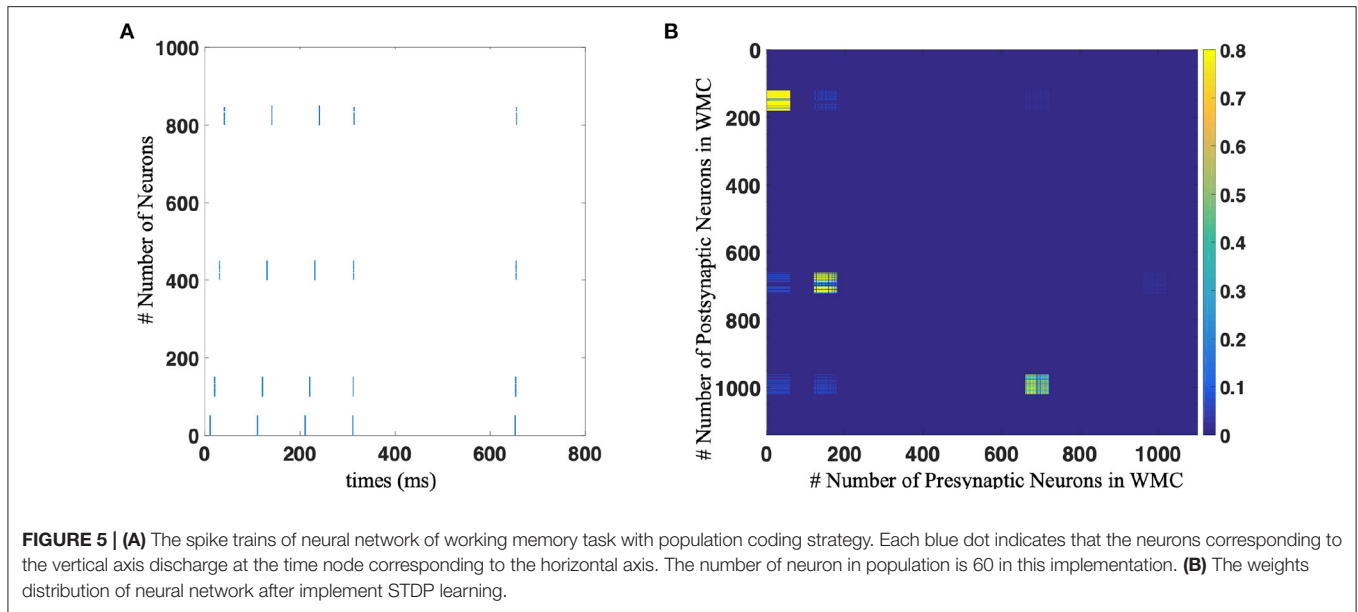 A
1000
800
600
400
200
0
# Number of Neurons
0 200 400 600 800
times (ms)
B
0
200
400
600
800
1000
# Number of Postsynaptic Neurons in WMC
0 200 400 600 800 1000
# Number of Presynaptic Neurons in WMC
0.8
0.7
0.6
0.5
0.4
0.3
0.2
0.1
0
FIGURE 5 | (A) The spike trains of neural network of working memory task with population coding strategy. Each blue dot indicates that the neurons corresponding to
the vertical axis discharge at the time node corresponding to the horizontal axis. The number of neuron in population is 60 in this implementation. (B) The weights
distribution of neural network after implement STDP learning.